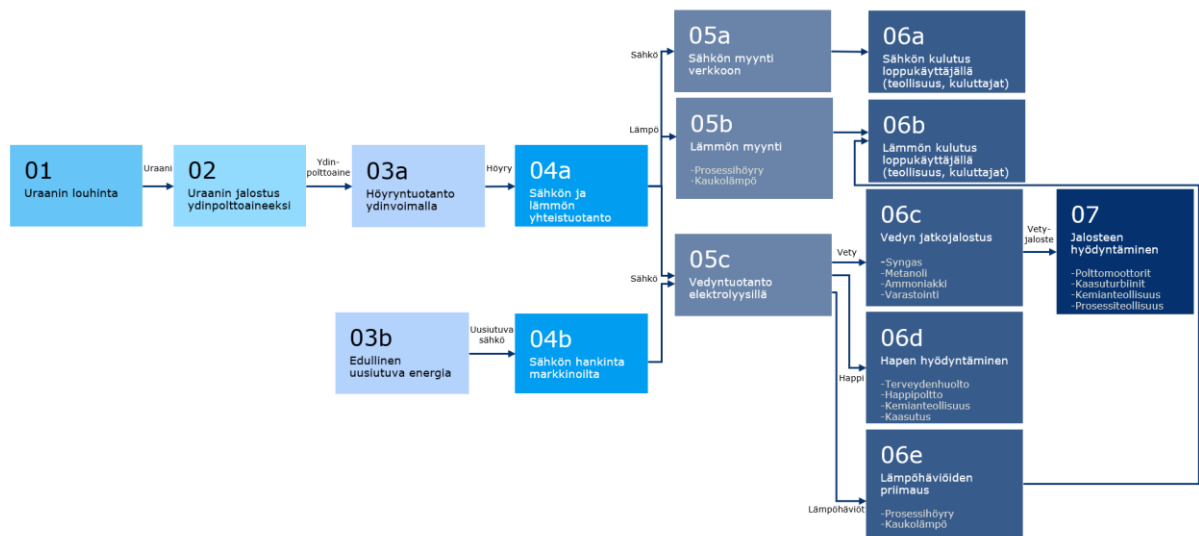 01
Uraanin louhinta
Uraani
02
Uraanin jalostus
ydinpolttoaineeksi
Ydin-
polttoaine
03a
Höyryntuotanto
ydinvoimalla
Höyry
04a
Sähkön ja
lämmön
yhteistuotanto
03b
Edullinen
uusiutuva energia
Uusiutuva
sähkö
04b
Sähkön hankinta
markkinoilta
Sähkö
05a
Sähkön myynti
verkkoon
06a
Sähkön kulutus
loppukäyttäjällä
(teollisuus, kuluttajat)
Lämpö
05b
Lämmön myynti
-Prosessihöyry
-Kaukolämpö
06b
Lämmön kulutus
loppukäyttäjällä
(teollisuus, kuluttajat)
Sähkö
05c
Vedyntuotanto
elektrolyysillä
Vety
06c
Vedyn jatkojalostus
-Syngas
-Metanoli
-Ammoniakki
-Varastointi
Vety-
jaloste
07
Jalosteen
hyödyntäminen
-Polttomoottorit
-Kaasuturbiinit
-Kemianteollisuus
-Prosessiteollisuus
Happi
06d
Hapen hyödyntäminen
-Terveydenhuolto
-Happipoltto
-Kemianteollisuus
-Kaasutus
Lämpöhäviöt
06e
Lämpöhäviöiden
priimaus
-Prosessihöyry
-Kaukolämpö